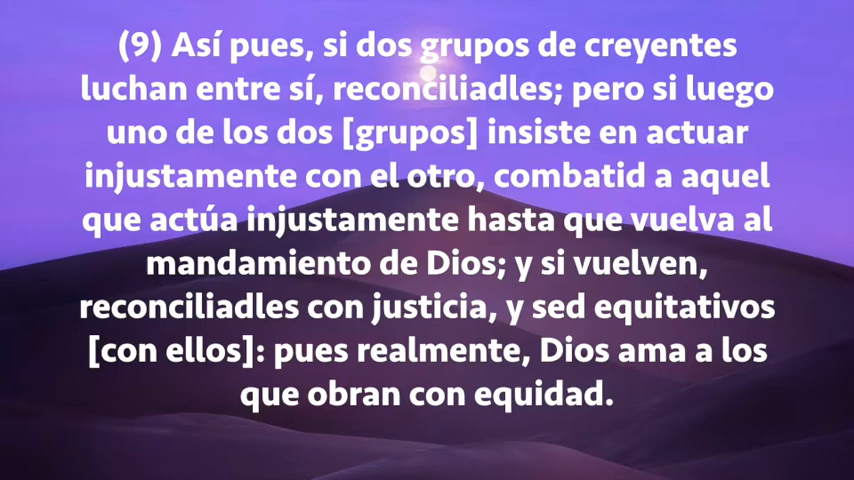 (9) Así pues, si dos grupos de creyentes
luchan entre sí, reconciliadles; pero si luego
uno de los dos [grupos] insiste en actuar
injustamente con el otro, combatid a aquel
que actúa injustamente hasta que vuelva al
mandamiento de Dios; y si vuelven,
reconciliadles con justicia, y sed equitativos
[con ellos]: pues realmente, Dios ama a los
que obran con equidad.